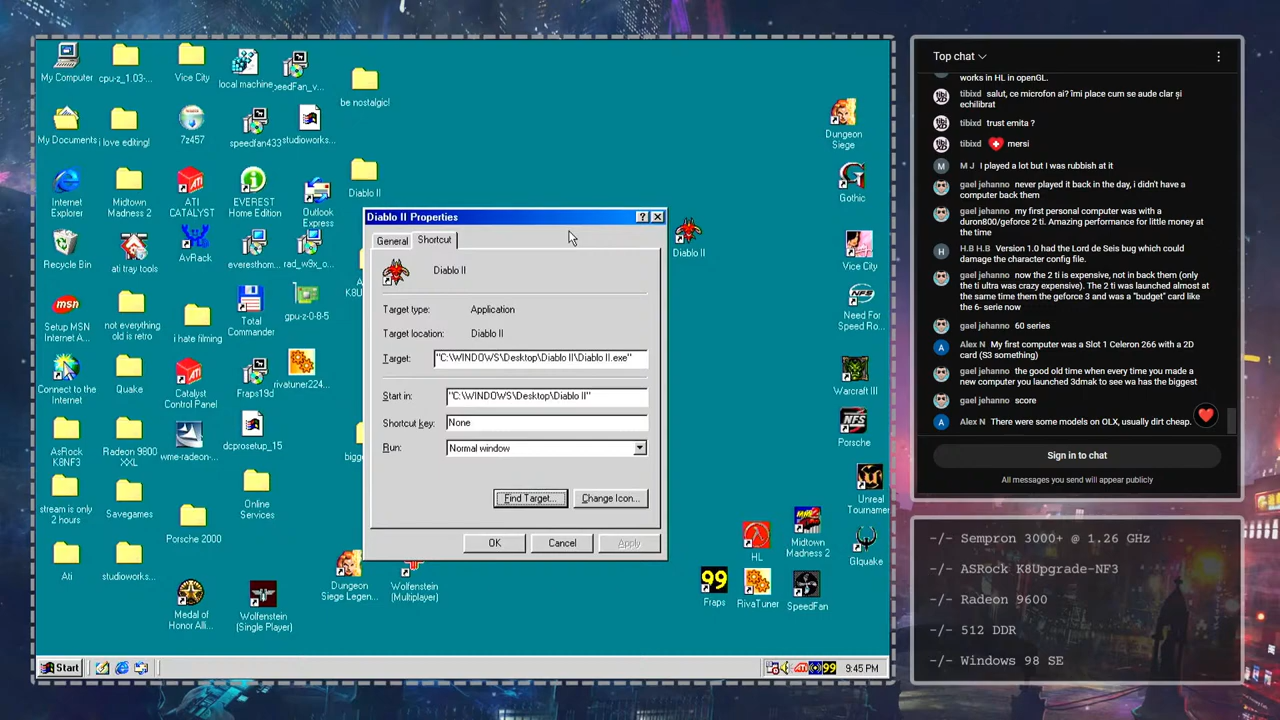 My Computer
cpu-z_1.03-...
Vice City
local machine
SpeedFan_v...
be nostalgic!
My Documents
i love editing!
7z457
speedfan433
studioworks...
Diablo II
Internet
Explorer
Midtown
Madness 2
ATI
CATALYST
EVEREST
Home Edition
Outlook
Express
Recycle Bin
ati tray tools
AvRack
everesthom...
rad_w9x_o...
A
K8U
Setup MSN
Internet A...
not everything
old is retro
i hate filming
Total
Commander
gpu-z-0-8-5
Connect to the
Internet
Quake
Catalyst
Control Panel
Fraps19d
rivatuner224...
AsRock
K8NF3
Radeon 9800
XXL
wme-radeon-...
dcprosetup_15
bigge
stream is only
2 hours
Savegames
Porsche 2000
Online
Services
Ati
studioworks...
Medal of
Honor Alli...
Wolfenstein
(Single Player)
Dungeon
Siege Legen...
Wolfenstein
(Multiplayer)
Diablo II Properties
General
Shortcut
Diablo II
Target type:
Application
Target location:
Diablo II
Target:
"C:\WINDOWS\Desktop\Diablo II\Diablo II.exe"
Start in:
"C:\WINDOWS\Desktop\Diablo II"
Shortcut key:
None
Run:
Normal window
Find Target...
Change Icon...
OK
Cancel
Apply
Diablo II
Dungeon
Siege
Gothic
Vice City
Need For
Speed Ro...
Warcraft III
NFS
Porsche
Unreal
Tournamen
HL
Midtown
Madness 2
Glquake
99
Fraps
RivaTuner
SpeedFan
Start
ATI
99
9:45 PM
Top chat
works in HL in openGL.
tibixd salut, ce microfon ai? îmi place cum se aude clar și
echilibrat
tibixd trust emita ?
tibixd mersi
M J I played a lot but I was rubbish at it
gael jehanno never played it back in the day, i didn't have a
computer back them
gael jehanno my first personal computer was with a
duron800/geforce 2 ti. Amazing performance for little money at
the time
H.B H.B Version 1.0 had the Lord de Seis bug which could
damage the character config file.
gael jehanno now the 2 ti is expensive, not in back them (only
the ti ultra was crazy expensive). The 2 ti was launched almost at
the same time them the geforce 3 and was a "budget" card like
the 6- serie now
gael jehanno 60 series
Alex N My first computer was a Slot 1 Celeron 266 with a 2D
card (S3 something)
gael jehanno the good old time when every time you made a
new computer you launched 3dmak to see wa has the biggest
gael jehanno score
Alex N There were some models on OLX, usually dirt cheap.
Sign in to chat
All messages you send will appear publicly
-/- Sempron 3000+ @ 1.26 GHz
-/- ASRock K8Upgrade-NF3
-/- Radeon 9600
-/- 512 DDR
-/- Windows 98 SE